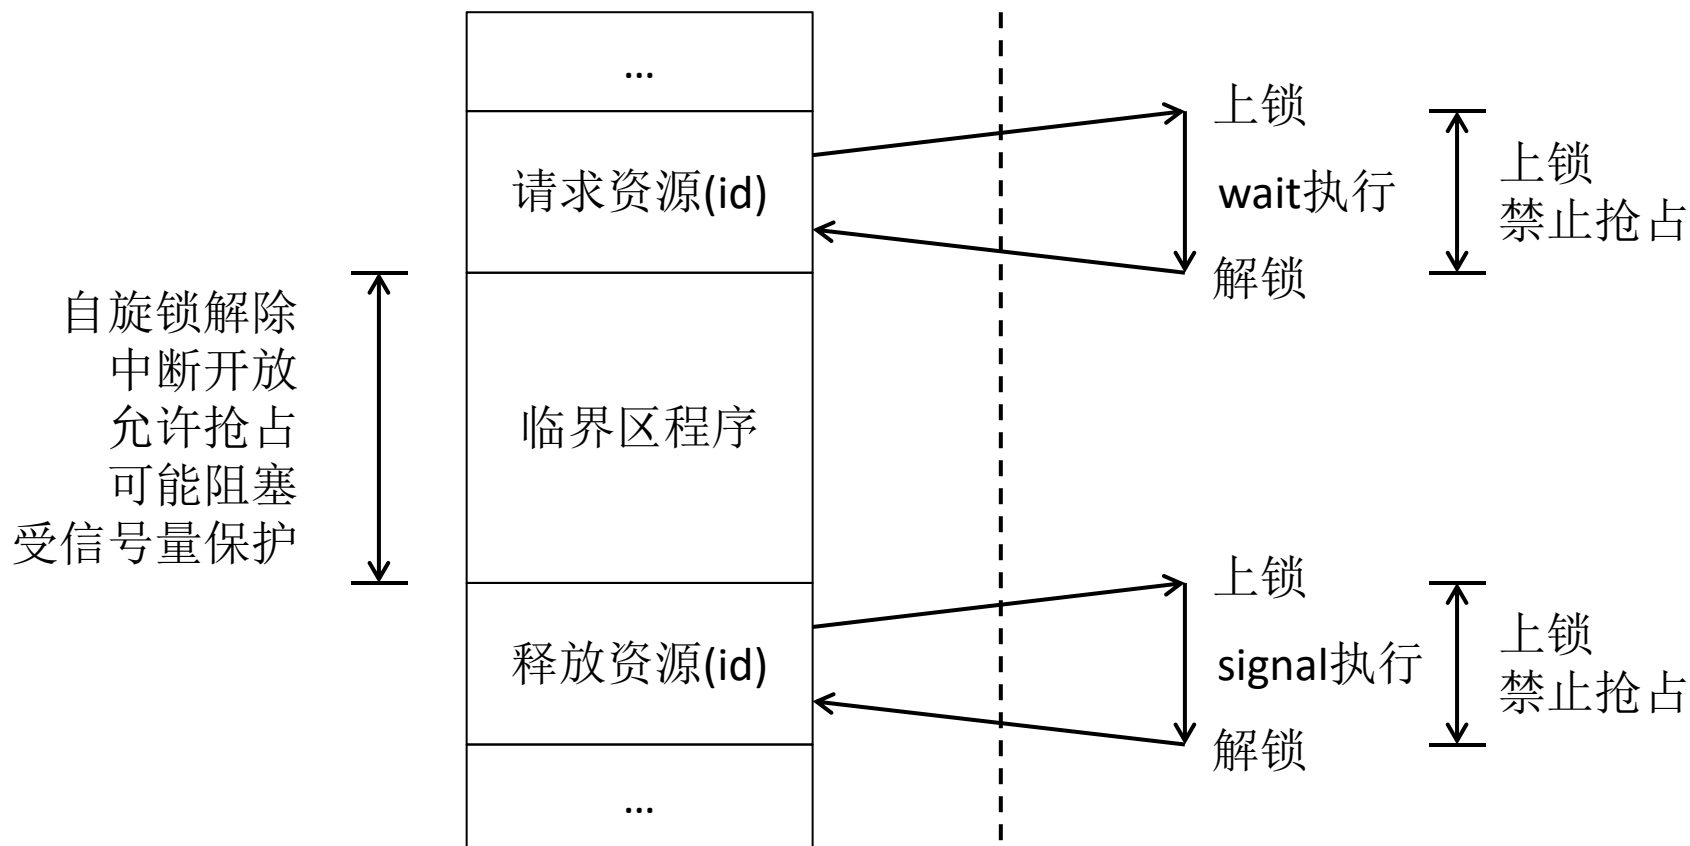 ...
请求资源(id)
临界区程序
释放资源(id)
...
自旋锁解除
中断开放
允许抢占
可能阻塞
受信号量保护
上锁
wait执行
解锁
上锁
禁止抢占
上锁
signal执行
解锁
上锁
禁止抢占